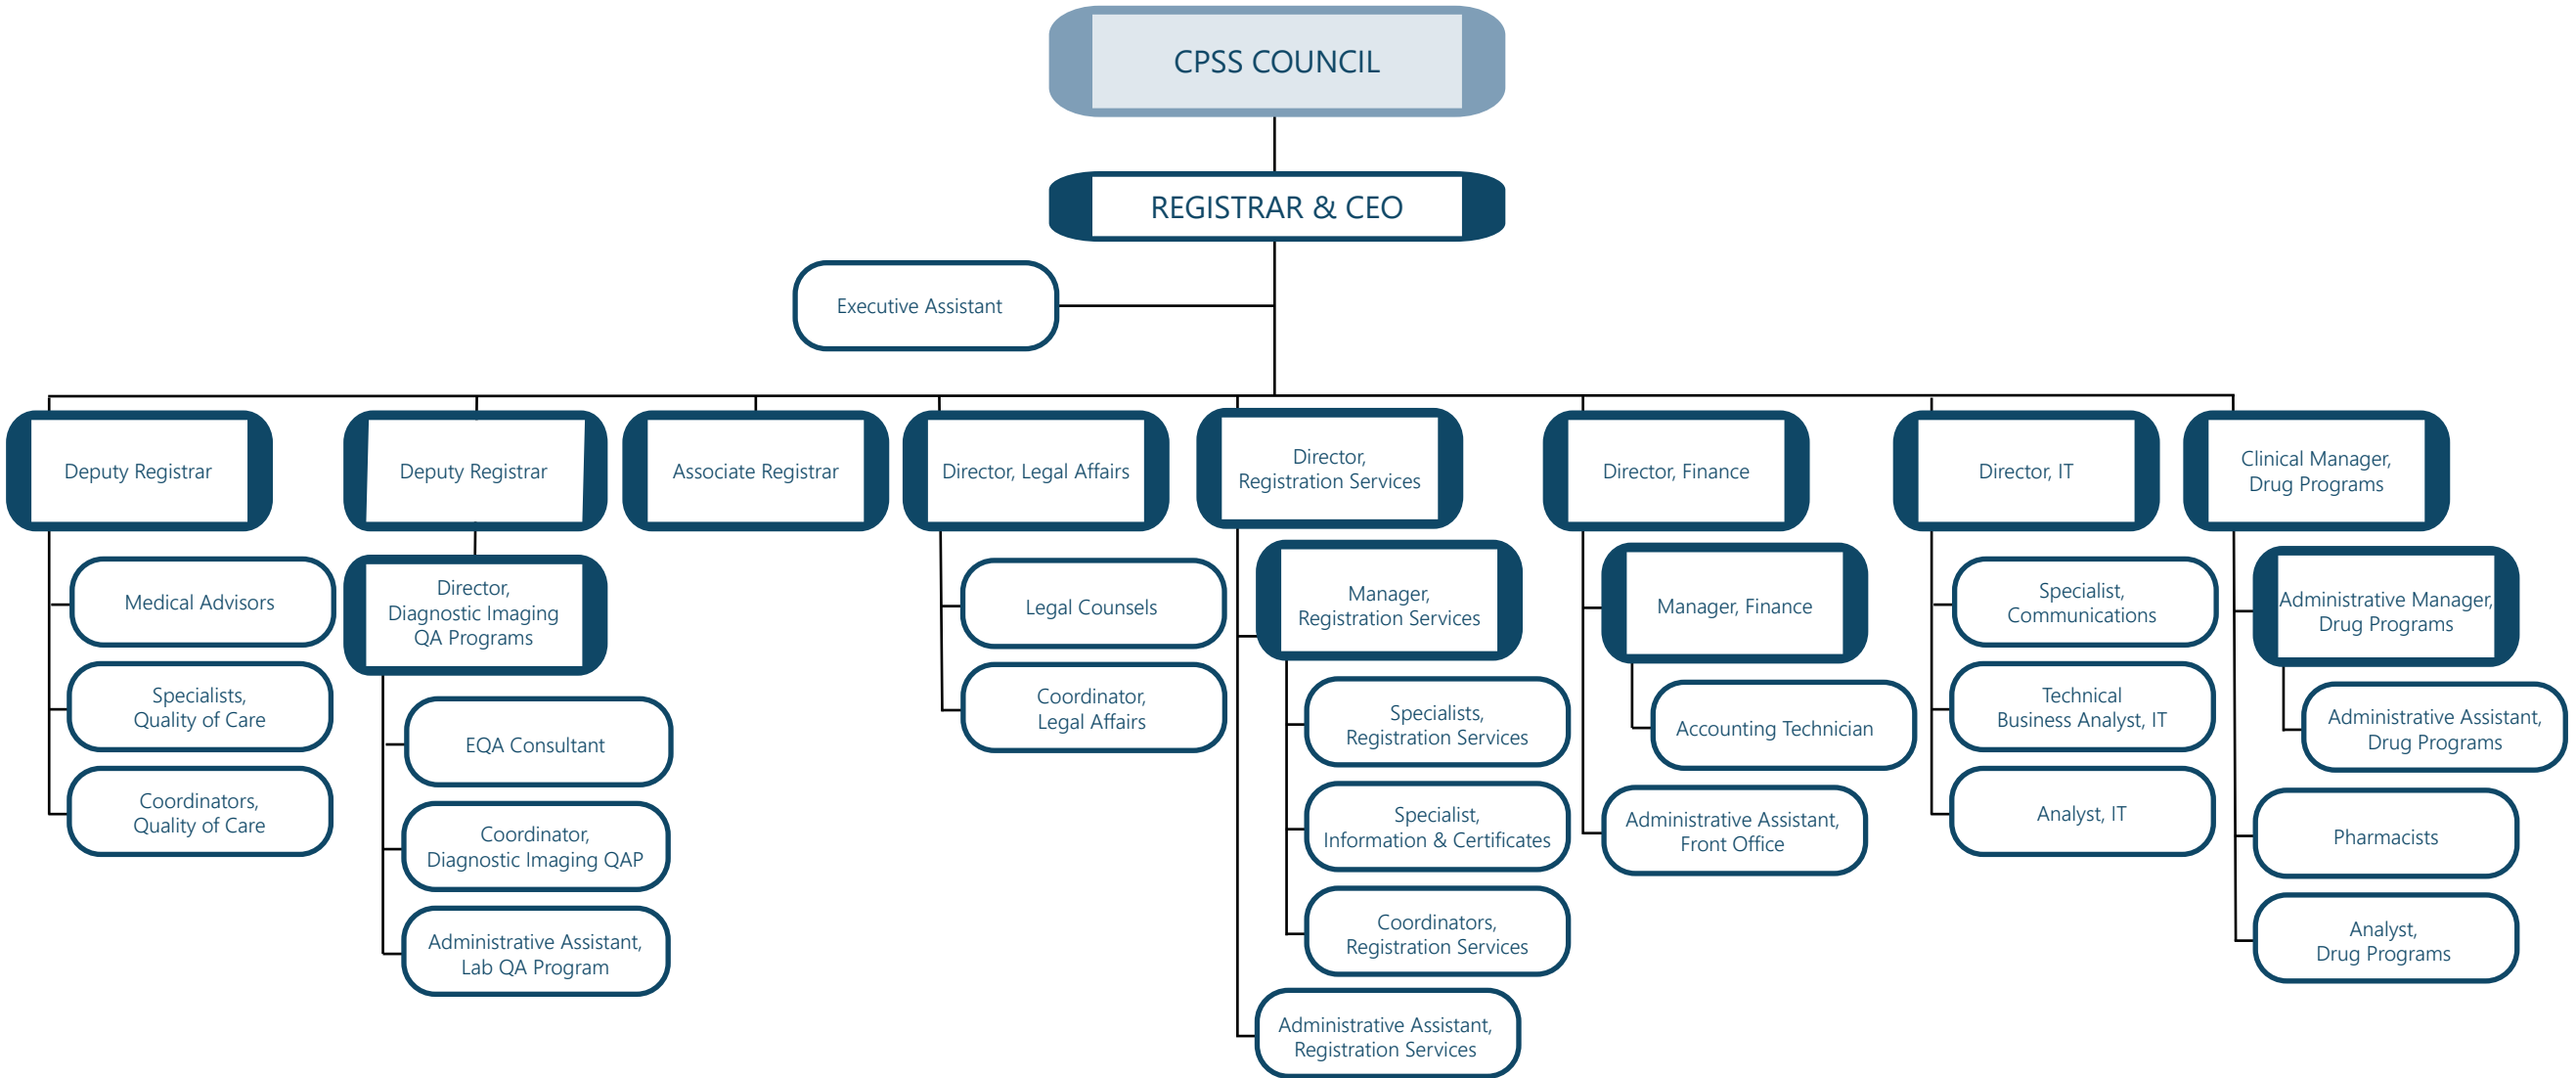 CPSS COUNCIL
REGISTRAR & CEO
Executive Assistant
Deputy Registrar
Medical Advisors
Specialists,
Quality of Care
Coordinators,
Quality of Care
Deputy Registrar
Director,
Diagnostic Imaging
QA Programs
EQA Consultant
Coordinator,
Diagnostic Imaging QAP
Administrative Assistant,
Lab QA Program
Associate Registrar
Director, Legal Affairs
Legal Counsels
Coordinator,
Legal Affairs
Director,
Registration Services
Manager,
Registration Services
Specialists,
Registration Services
Specialist,
Information & Certificates
Coordinators,
Registration Services
Administrative Assistant,
Registration Services
Director, Finance
Manager, Finance
Accounting Technician
Administrative Assistant,
Front Office
Director, IT
Specialist,
Communications
Technical
Business Analyst, IT
Analyst, IT
Clinical Manager,
Drug Programs
Administrative Manager,
Drug Programs
Administrative Assistant,
Drug Programs
Pharmacists
Analyst,
Drug Programs